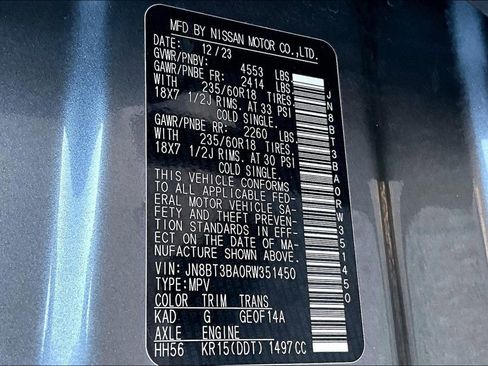 MFD BY NISSAN MOTOR CO.,LTD.
DATE: 12/23
GVWR/PNBV: 4553 LBS
GAWR/PNBE FR: 2414 LBS
WITH 235/60R18 TIRES.
18X7 1/2J RIMS. AT 33 PSI
COLD SINGLE.
GAWR/PNBE RR: 2260 LBS.
WITH 235/60R18 TIRES.
18X7 1/2J RIMS. AT 30 PSI
COLD SINGLE.
THIS VEHICLE CONFORMS
TO ALL APPLICABLE FED-
ERAL MOTOR VEHICLE SA-
FETY AND THEFT PREVEN-
TION STANDARDS IN EFF-
ECT ON THE DATE OF MA-
NUFACTURE SHOWN ABOVE.
VIN: JN8BT3BA0RW351450
TYPE:MPV
COLOR TRIM TRANS
KAD G GE0F14A
AXLE ENGINE
HH56 KR15(DDT) 1497CC
JN8BT3BA0RW351450